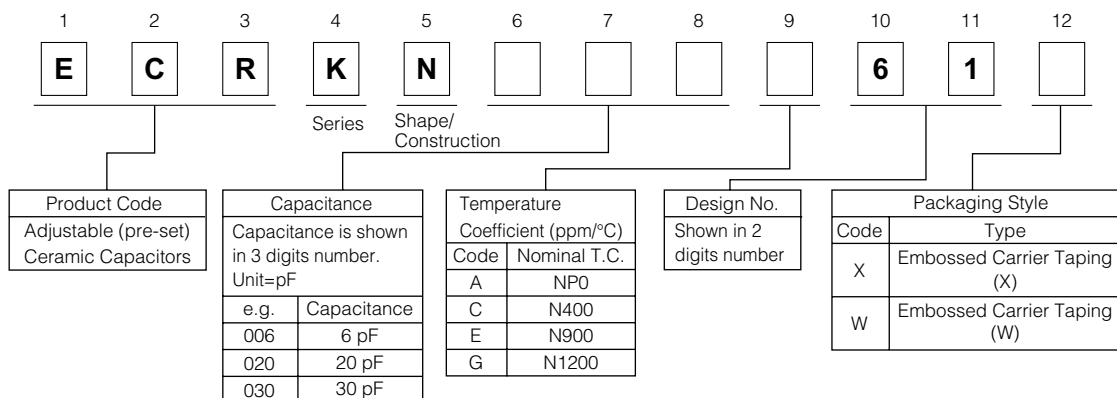 1 2 3 4 5 6 7 8 9 10 11 12
E C R K N 6 1
Series
Shape/
Construction
Product Code
Adjustable (pre-set)
Ceramic Capacitors
Capacitance
Capacitance is shown
in 3 digits number.
Unit=pF
e.g. Capacitance
006 6 pF
020 20 pF
030 30 pF
Temperature
Coefficient (ppm/°C)
Code Nominal T.C.
A NP0
C N400
E N900
G N1200
Design No.
Shown in 2
digits number
Packaging Style
Code Type
X Embossed Carrier Taping
(X)
W Embossed Carrier Taping
(W)